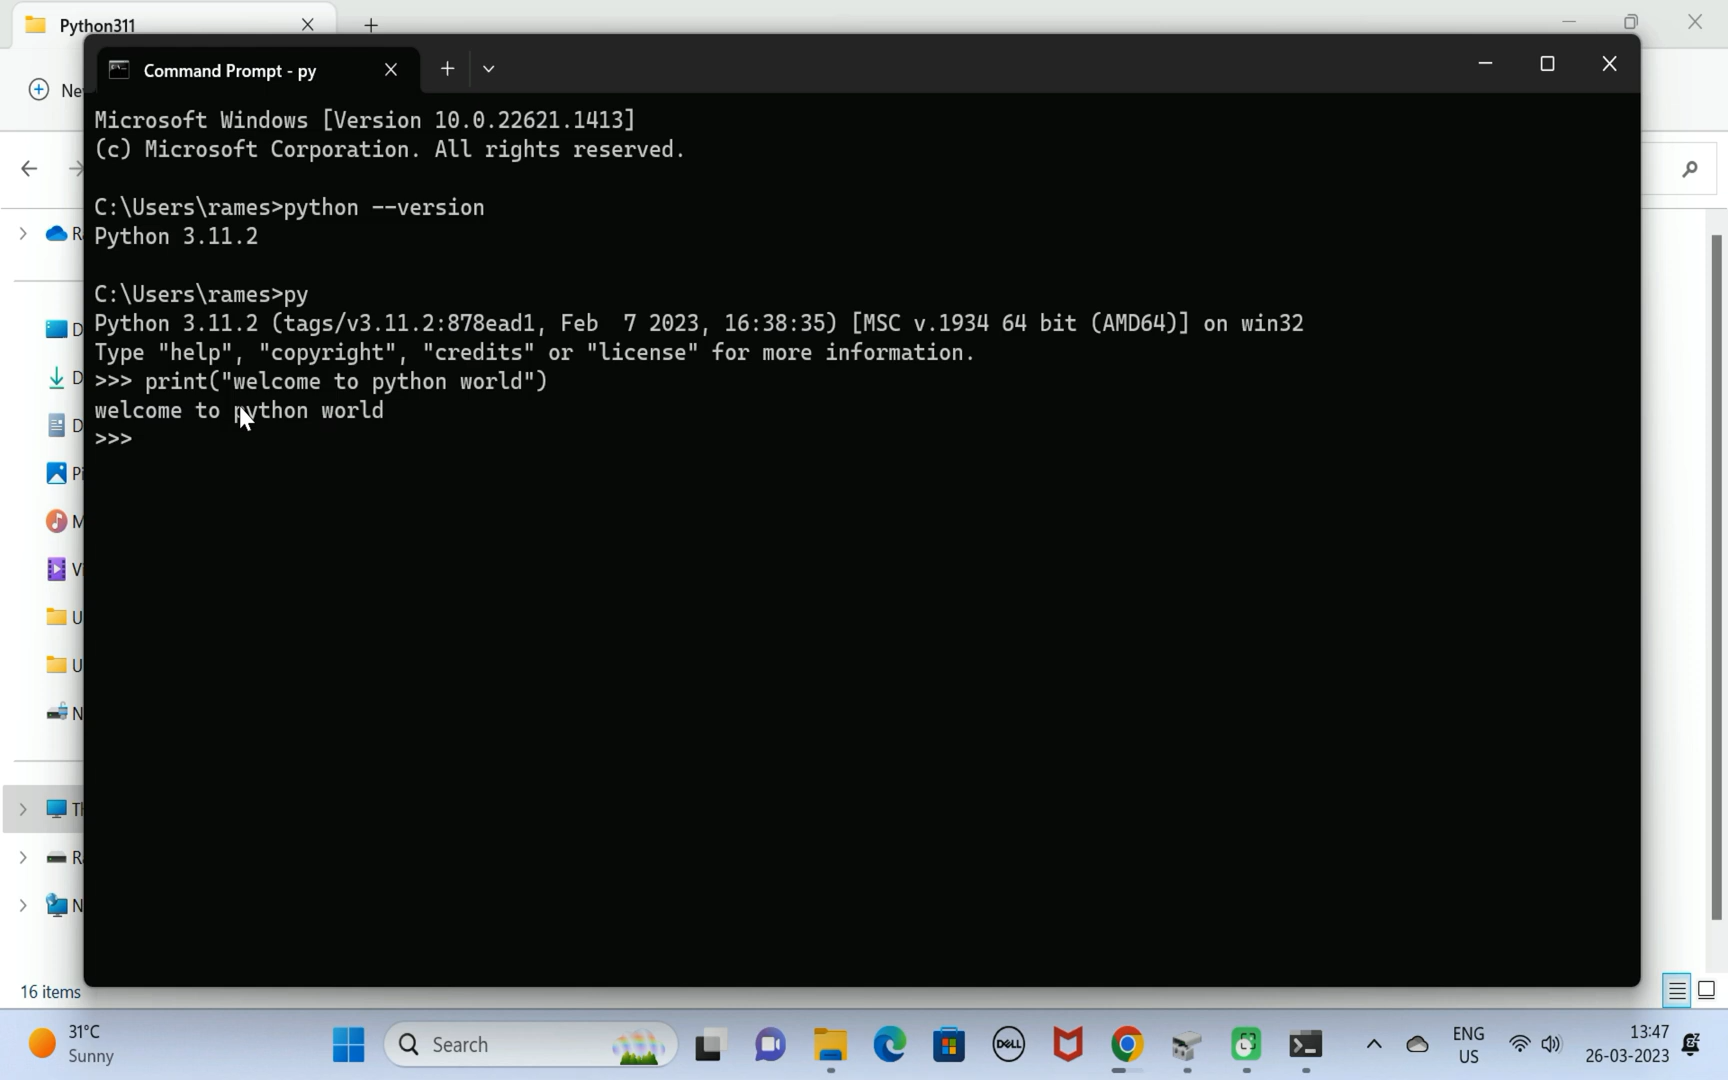 Python311
Ne
Command Prompt - py
Microsoft Windows [Version 10.0.22621.1413]
(c) Microsoft Corporation. All rights reserved.
C:\Users\rames>python --version
Python 3.11.2
C:\Users\rames>py
Python 3.11.2 (tags/v3.11.2:878ead1, Feb  7 2023, 16:38:35) [MSC v.1934 64 bit (AMD64)] on win32
Type "help", "copyright", "credits" or "license" for more information.
>>> print("welcome to python world")
welcome to python world
>>>
16 items
31°C
Sunny
Search
DELL
ENG
US
13:47
26-03-2023